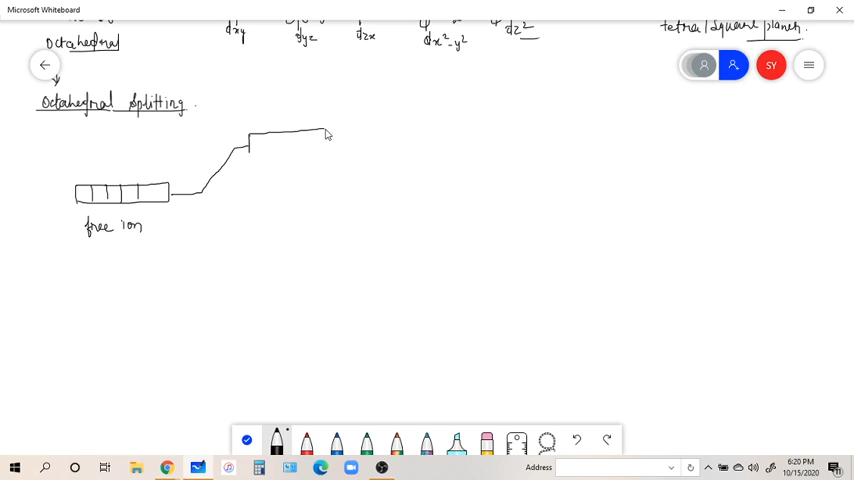 Microsoft Whiteboard
Octahedral
dxy dyz dzx dx²-y² dz²
tetra/square planar.
SY
Octahedral Splitting.
free ion
Address
6:20 PM
10/15/2020